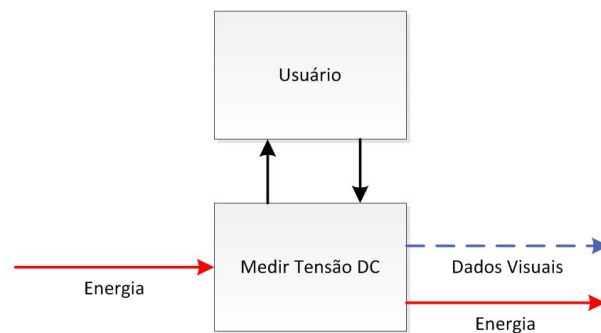 Usuário
Medir Tensão DC
Energia
Dados Visuais
Energia